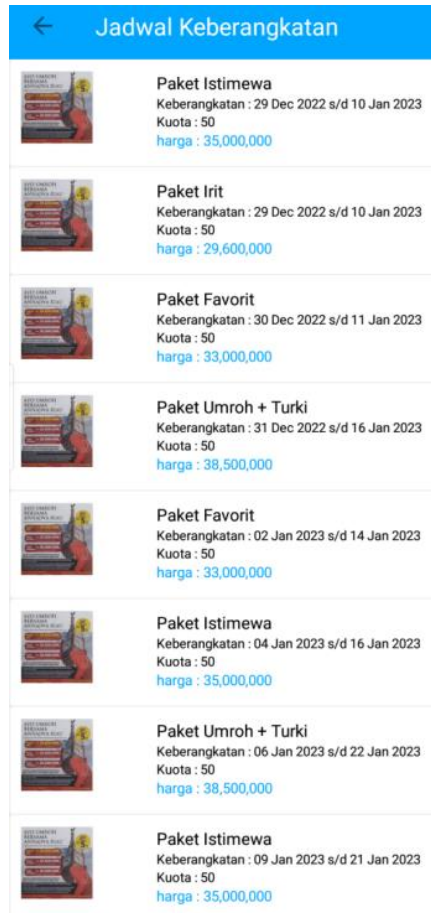 Jadwal Keberangkatan
Paket Istimewa
Keberangkatan : 29 Dec 2022 s/d 10 Jan 2023
Kuota : 50
harga : 35,000,000
Paket Irit
Keberangkatan : 29 Dec 2022 s/d 10 Jan 2023
Kuota : 50
harga : 29,600,000
Paket Favorit
Keberangkatan : 30 Dec 2022 s/d 11 Jan 2023
Kuota : 50
harga : 33,000,000
Paket Umroh + Turki
Keberangkatan : 31 Dec 2022 s/d 16 Jan 2023
Kuota : 50
harga : 38,500,000
Paket Favorit
Keberangkatan : 02 Jan 2023 s/d 14 Jan 2023
Kuota : 50
harga : 33,000,000
Paket Istimewa
Keberangkatan : 04 Jan 2023 s/d 16 Jan 2023
Kuota : 50
harga : 35,000,000
Paket Umroh + Turki
Keberangkatan : 06 Jan 2023 s/d 22 Jan 2023
Kuota : 50
harga : 38,500,000
Paket Istimewa
Keberangkatan : 09 Jan 2023 s/d 21 Jan 2023
Kuota : 50
harga : 35,000,000